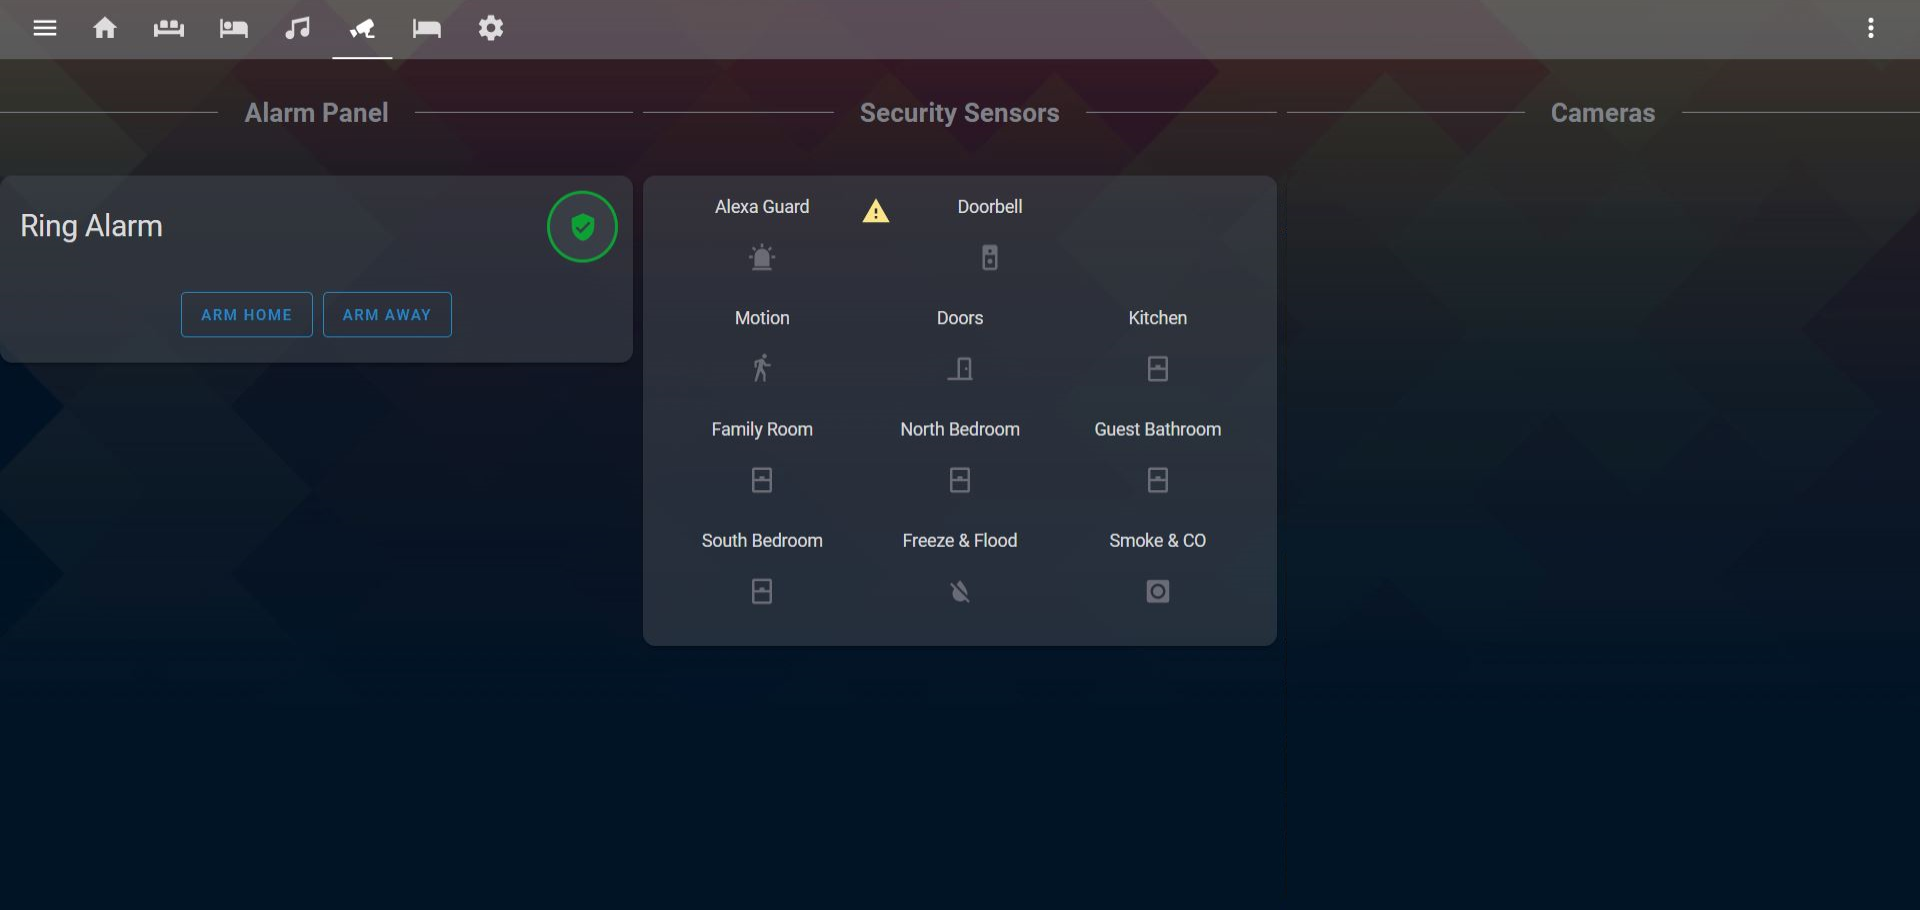 Alarm Panel
Security Sensors
Cameras
Ring Alarm
ARM HOME
ARM AWAY
Alexa Guard
Doorbell
Motion
Doors
Kitchen
Family Room
North Bedroom
Guest Bathroom
South Bedroom
Freeze & Flood
Smoke & CO